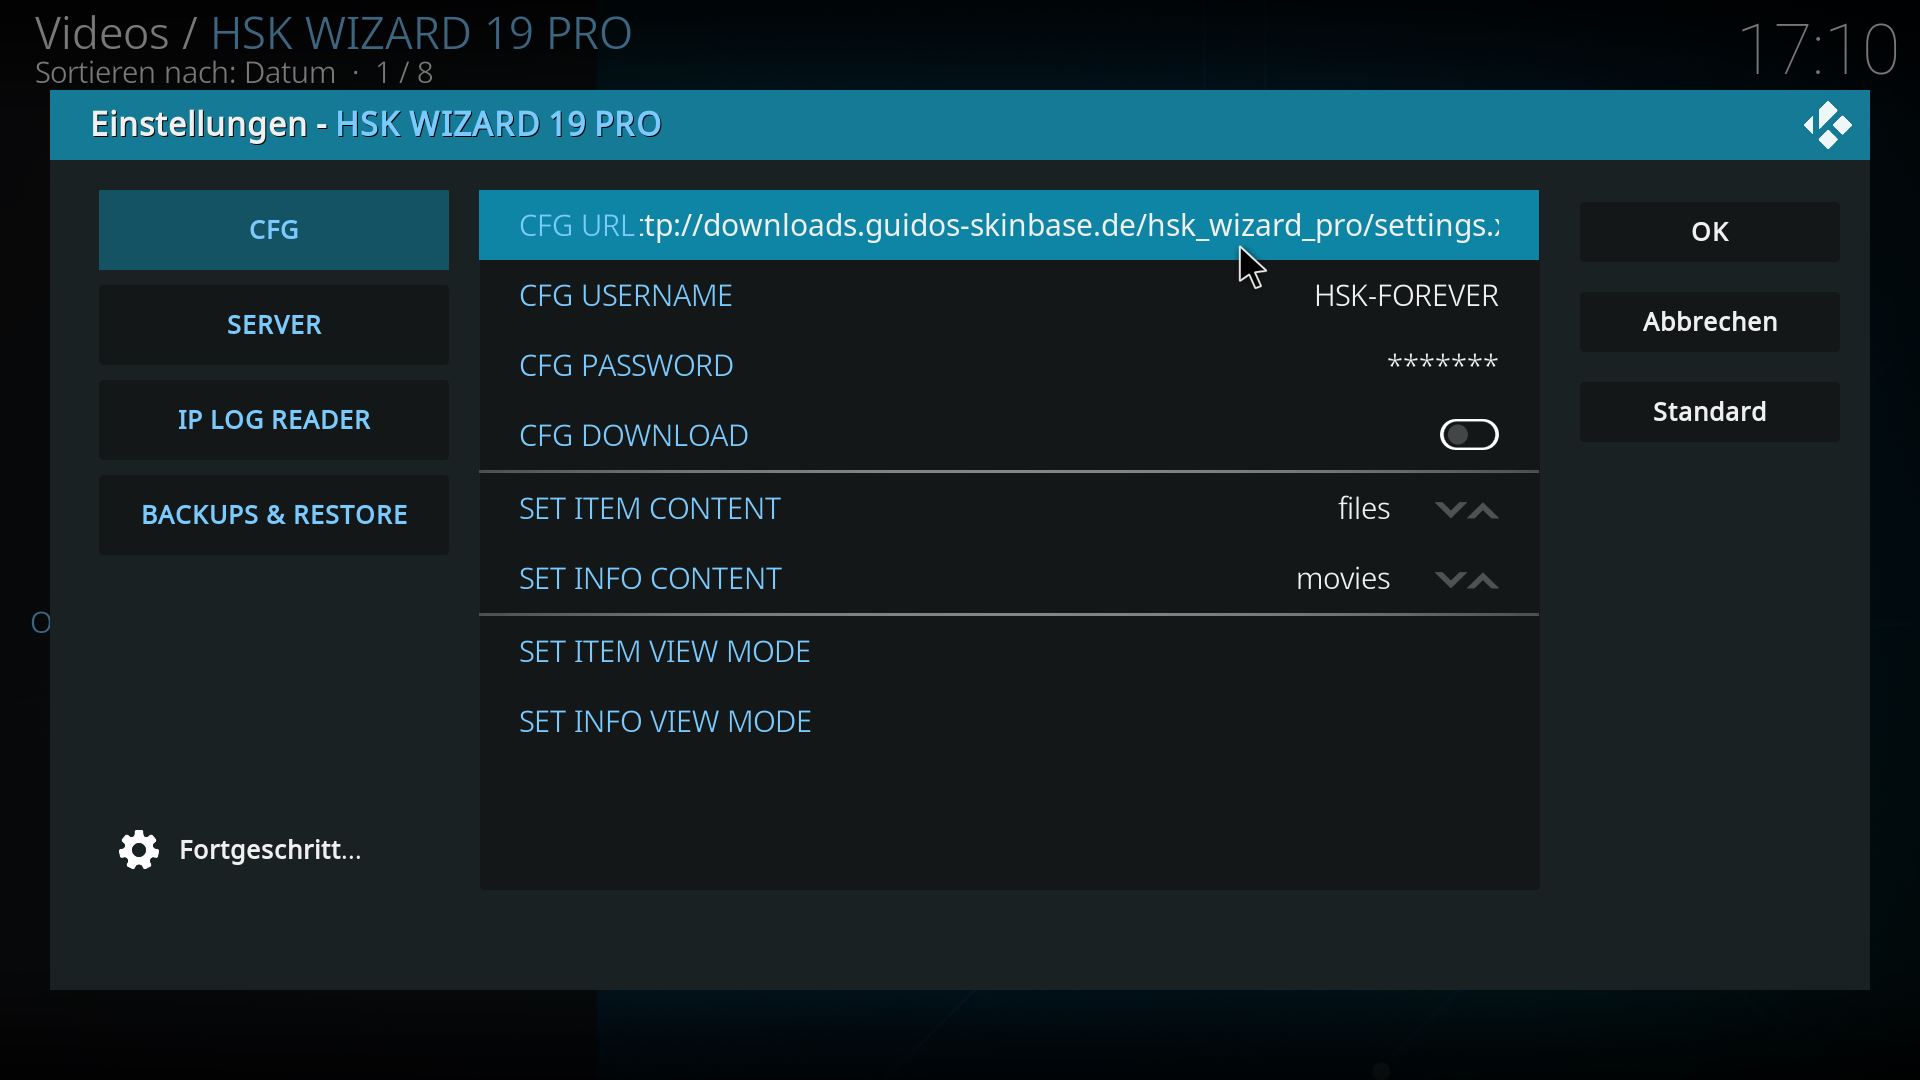 Videos / HSK WIZARD 19 PRO
Sortieren nach: Datum · 1 / 8
17:10
Einstellungen - HSK WIZARD 19 PRO
CFG
SERVER
IP LOG READER
BACKUPS & RESTORE
Fortgeschritt...
CFG URL :tp://downloads.guidos-skinbase.de/hsk_wizard_pro/settings.x
CFG USERNAME HSK-FOREVER
CFG PASSWORD *******
CFG DOWNLOAD
SET ITEM CONTENT files
SET INFO CONTENT movies
SET ITEM VIEW MODE
SET INFO VIEW MODE
OK
Abbrechen
Standard